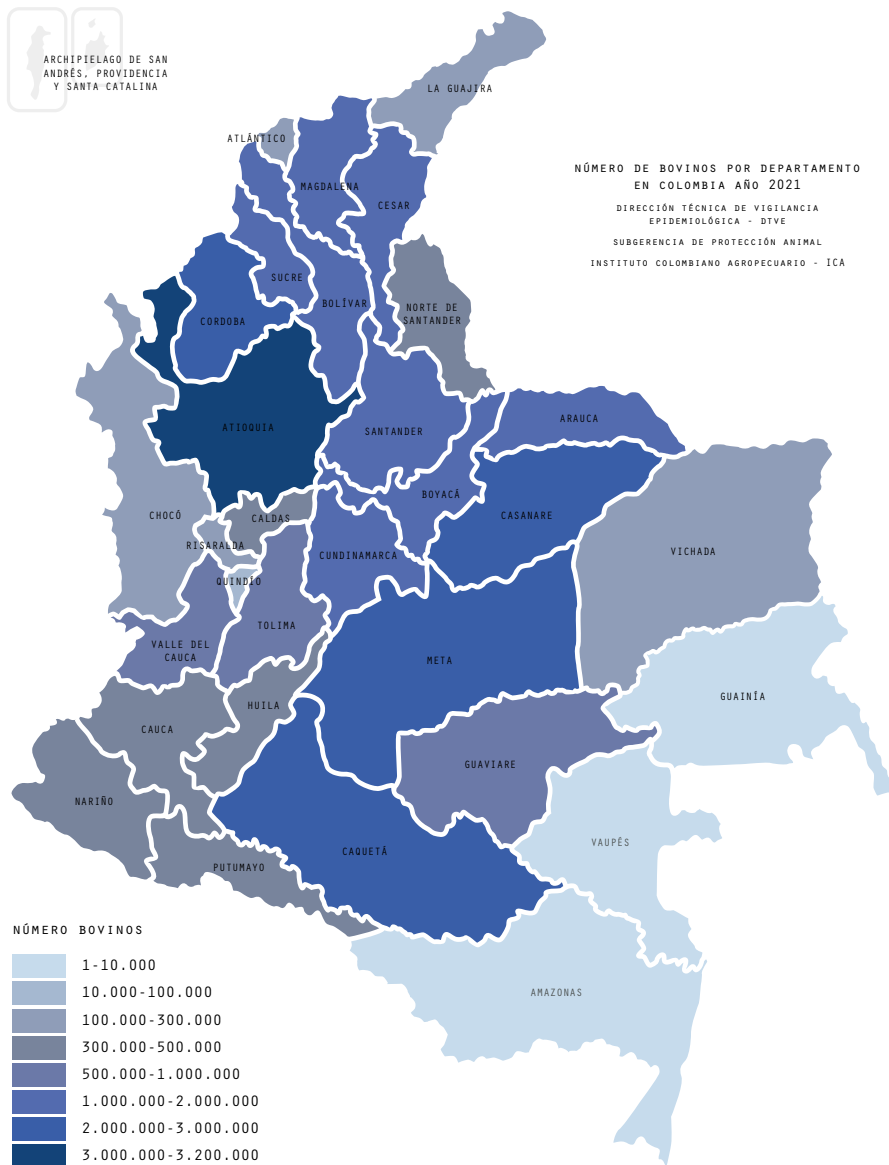 ARCHIPIELAGO DE SAN
ANDRÉS, PROVIDENCIA
Y SANTA CATALINA
LA GUAJIRA
ATLÁNTICO
NÚMERO DE BOVINOS POR DEPARTAMENTO
EN COLOMBIA AÑO 2021
MAGDALENA
CESAR
DIRECCIÓN TÉCNICA DE VIGILANCIA
EPIDEMIOLÓGICA - DTVE
SUBGERENCIA DE PROTECCIÓN ANIMAL
INSTITUTO COLOMBIANO AGROPECUARIO - ICA
SUCRE
BOLÍVAR
NORTE DE
SANTANDER
CORDOBA
ATIOQUIA
SANTANDER
ARAUCA
BOYACÁ
CHOCÓ
CALDAS
CASANARE
RISARALDA
CUNDINAMARCA
VICHADA
QUINDÍO
TOLIMA
VALLE DEL
CAUCA
META
GUAINÍA
HUILA
CAUCA
GUAVIARE
NARIÑO
VAUPÉS
CAQUETÁ
PUTUMAYO
AMAZONAS
NÚMERO BOVINOS
1-10.000
10.000-100.000
100.000-300.000
300.000-500.000
500.000-1.000.000
1.000.000-2.000.000
2.000.000-3.000.000
3.000.000-3.200.000